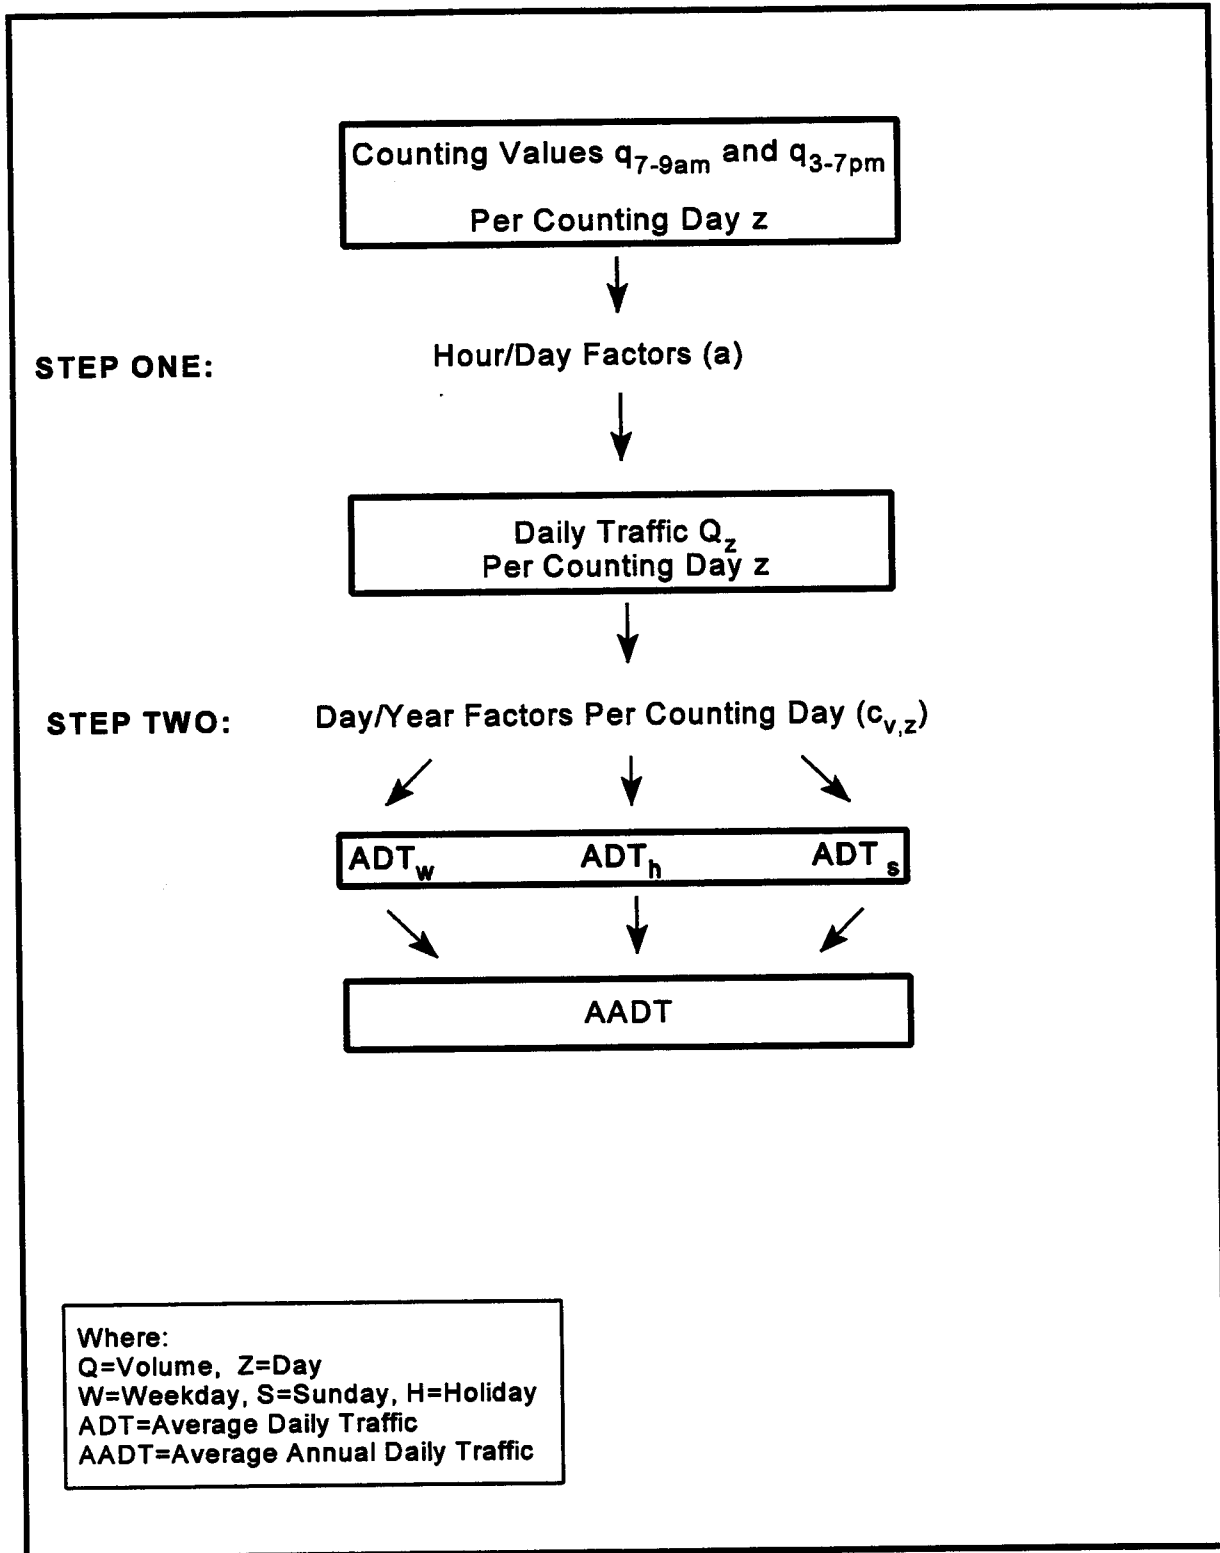 Counting Values q7-9am and q3-7pm
Per Counting Day z
STEP ONE:
Hour/Day Factors (a)
Daily Traffic Qz
Per Counting Day z
STEP TWO:
Day/Year Factors Per Counting Day (cv,z)
ADTw ADTh ADTs
AADT
Where:
Q=Volume, Z=Day
W=Weekday, S=Sunday, H=Holiday
ADT=Average Daily Traffic
AADT=Average Annual Daily Traffic